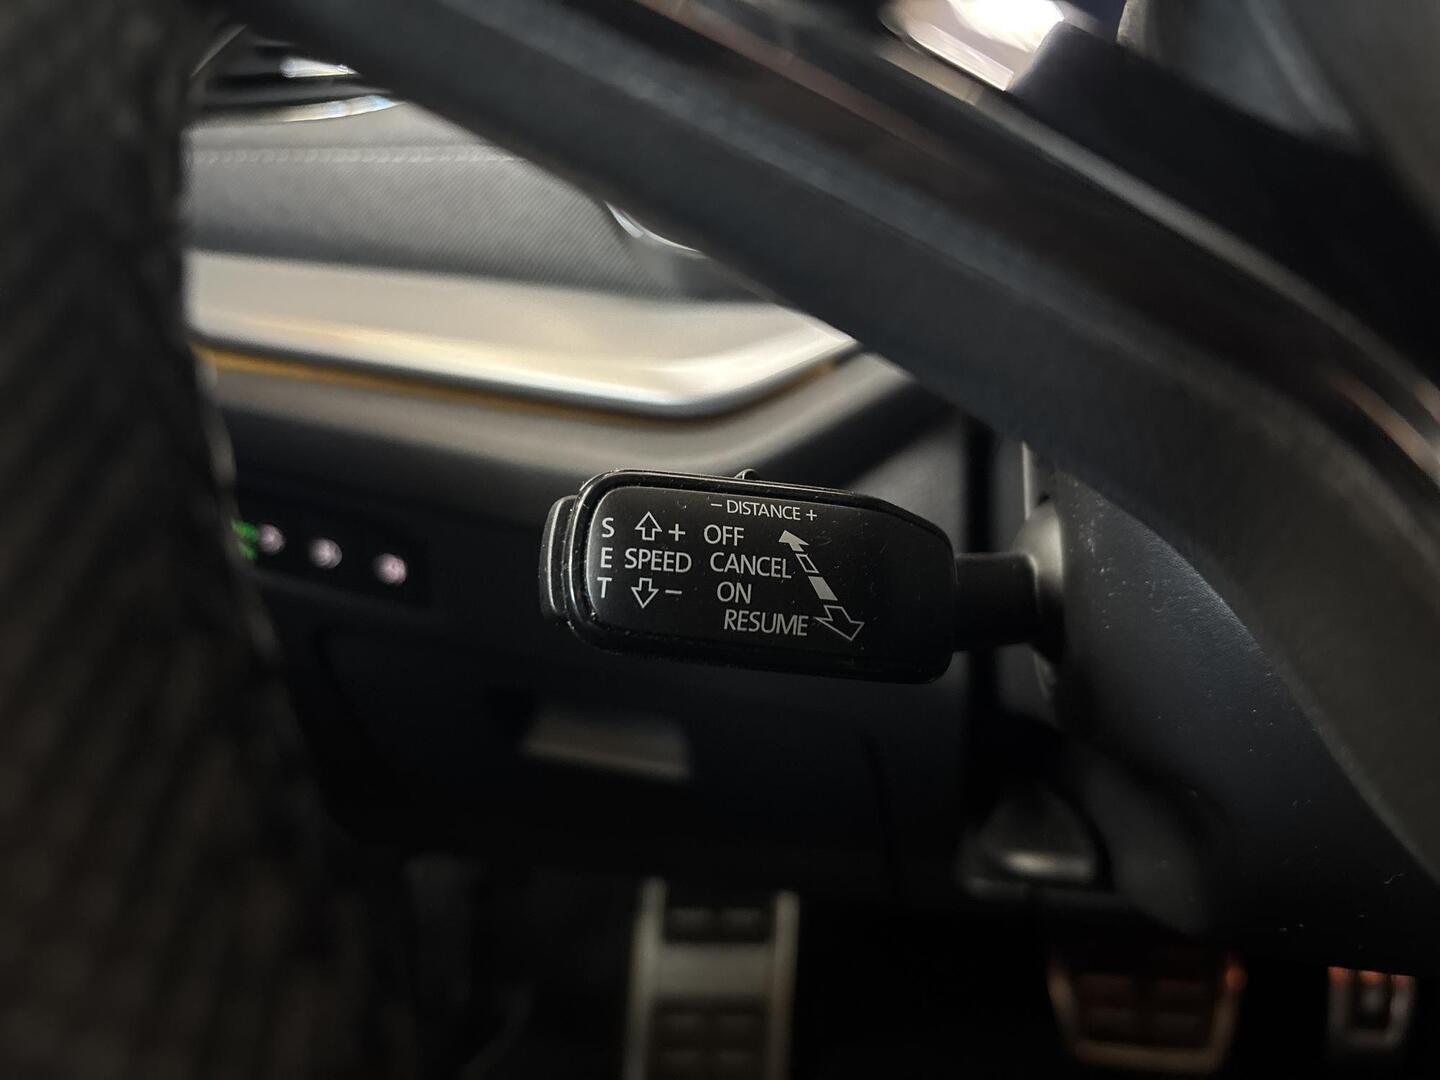 – DISTANCE +
S + OFF
E SPEED CANCEL
T – ON
RESUME